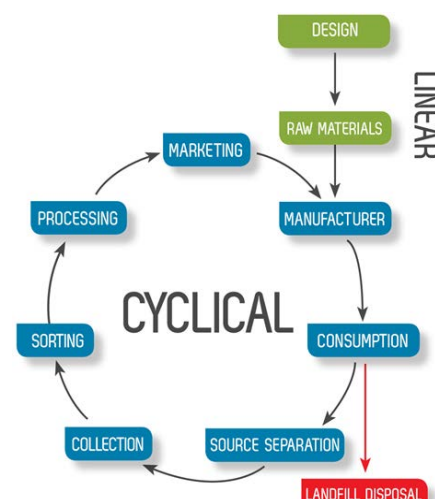 DESIGN
LINEAR
RAW MATERIALS
MARKETING
PROCESSING
MANUFACTURER
CYCLICAL
SORTING
CONSUMPTION
COLLECTION
SOURCE SEPARATION
LANDFILL DISPOSAL